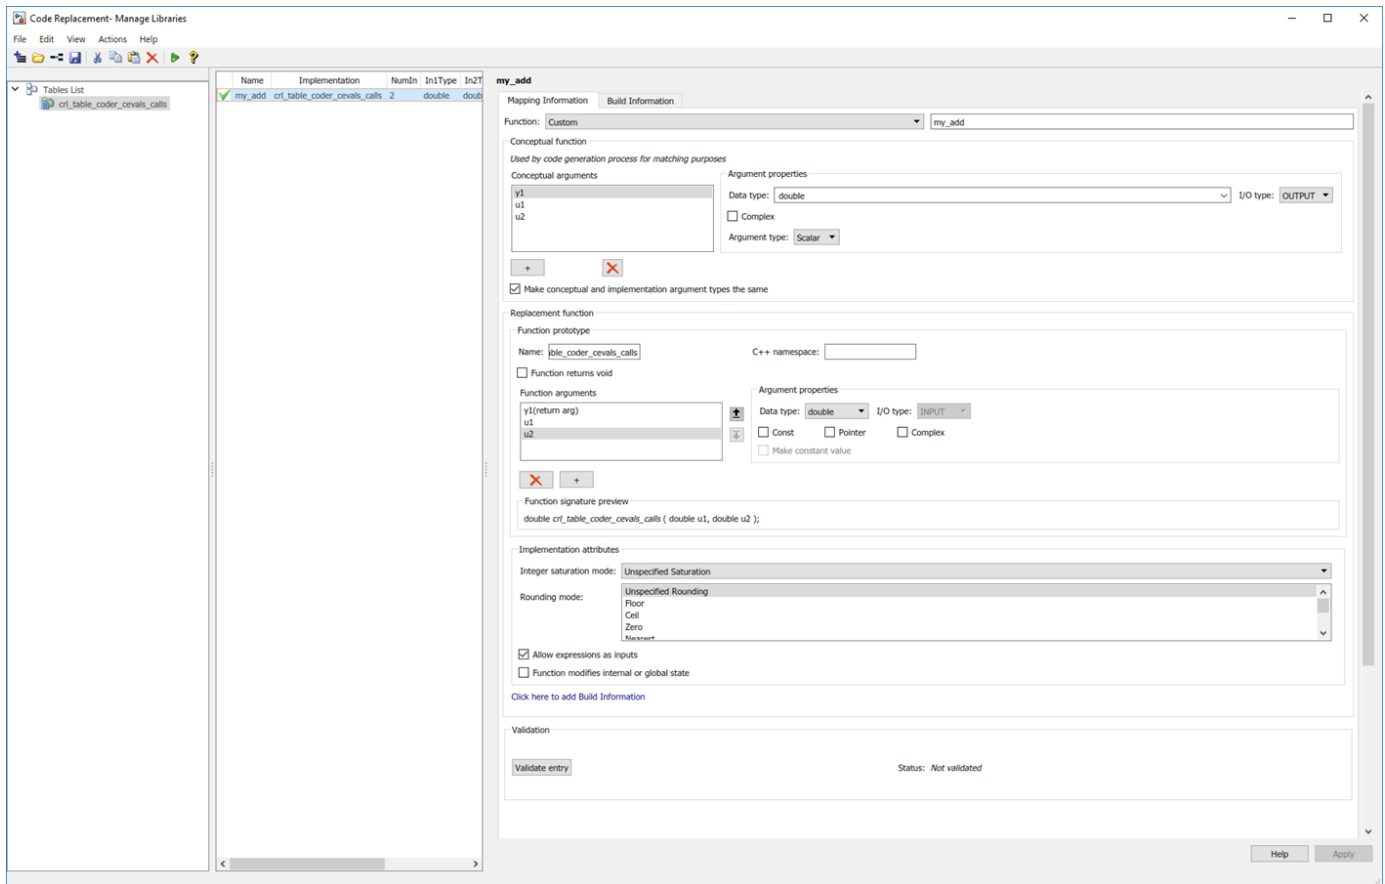 Code Replacement- Manage Libraries
File Edit View Actions Help
Tables List
crl_table_coder_cevals_calls
Name Implementation NumIn In1Type In2T
my_add crl_table_coder_cevals_calls 2 double doub
my_add
Mapping Information Build Information
Function: Custom my_add
Conceptual function
Used by code generation process for matching purposes
Conceptual arguments
y1
u1
u2
Argument properties
Data type: double I/O type: OUTPUT
Complex
Argument type: Scalar
+
Make conceptual and implementation argument types the same
Replacement function
Function prototype
Name: ble_coder_cevals_calls C++ namespace:
Function returns void
Function arguments
y1(return arg)
u1
u2
Argument properties
Data type: double I/O type: INPUT
Const Pointer Complex
Make constant value
+
Function signature preview
double crl_table_coder_cevals_calls ( double u1, double u2 );
Implementation attributes
Integer saturation mode: Unspecified Saturation
Rounding mode: Unspecified Rounding
Floor
Ceil
Zero
Nearest
Allow expressions as inputs
Function modifies internal or global state
Click here to add Build Information
Validation
Validate entry Status: Not validated
Help Apply